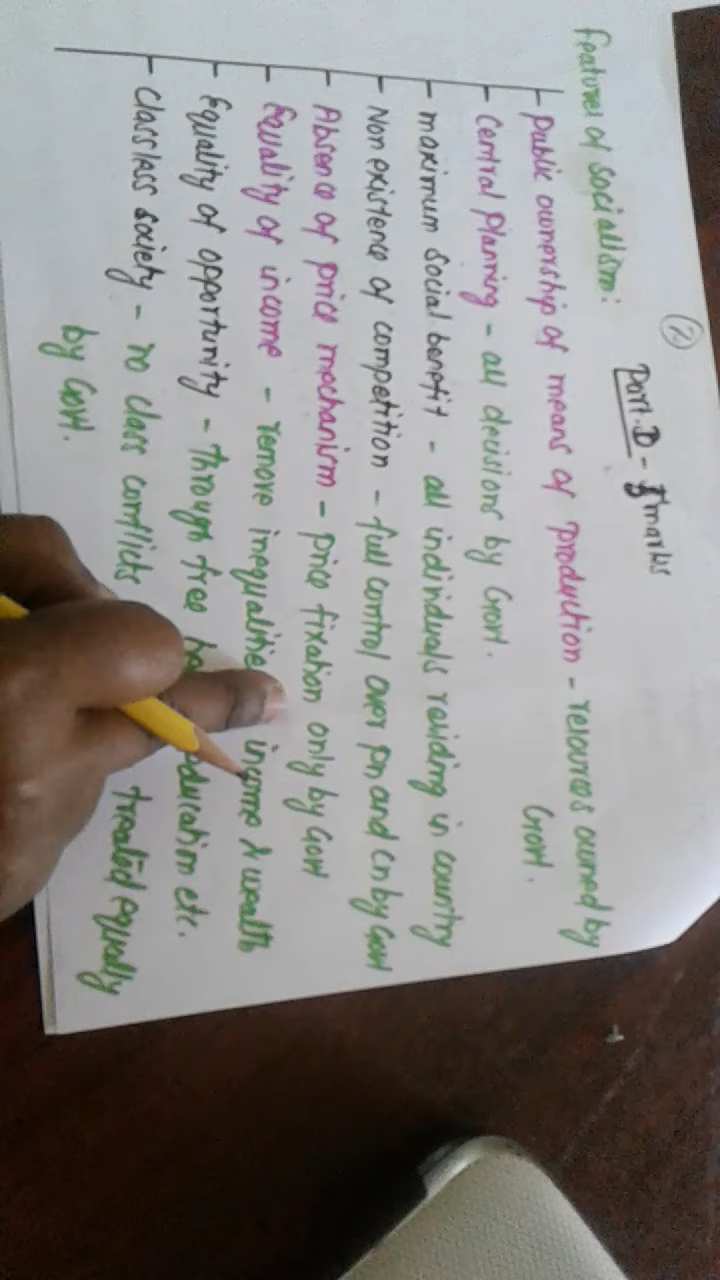 ②
Part.D - 5 marks
Features of Socialism:
- Public ownership of means of production - resources owned by
Govt.
- Central Planning - all decisions by Govt.
- maximum social benefit - all individuals residing in country
- Non existence of competition - full control over pn and cn by Govt
- Absence of price mechanism - price fixation only by Govt
- Equality of income - remove inequalities income & wealth
- Equality of opportunity - through free education etc.
- Classless society - no class conflicts treated equally
by Govt.